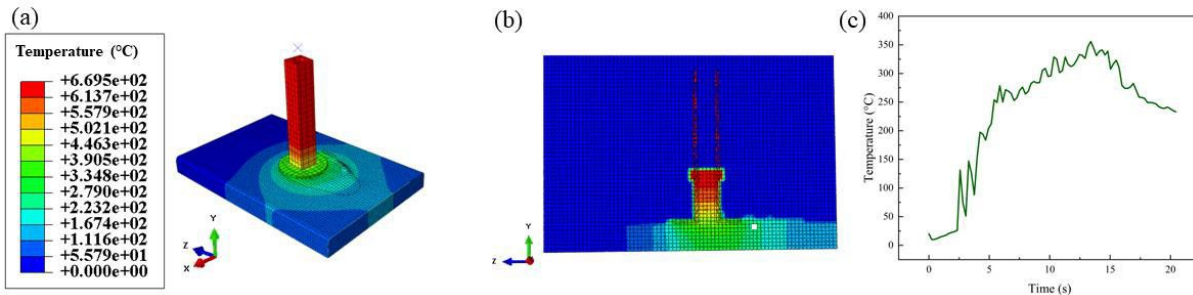 (a)
Temperature (°C)
+6.695e+02
+6.137e+02
+5.579e+02
+5.021e+02
+4.463e+02
+3.905e+02
+3.348e+02
+2.790e+02
+2.232e+02
+1.674e+02
+1.116e+02
+5.579e+01
+0.000e+00
Y
Z
X
(b)
Y
Z
(c)
Temperature (°C)
400
350
300
250
200
150
100
50
0
0 5 10 15 20
Time (s)